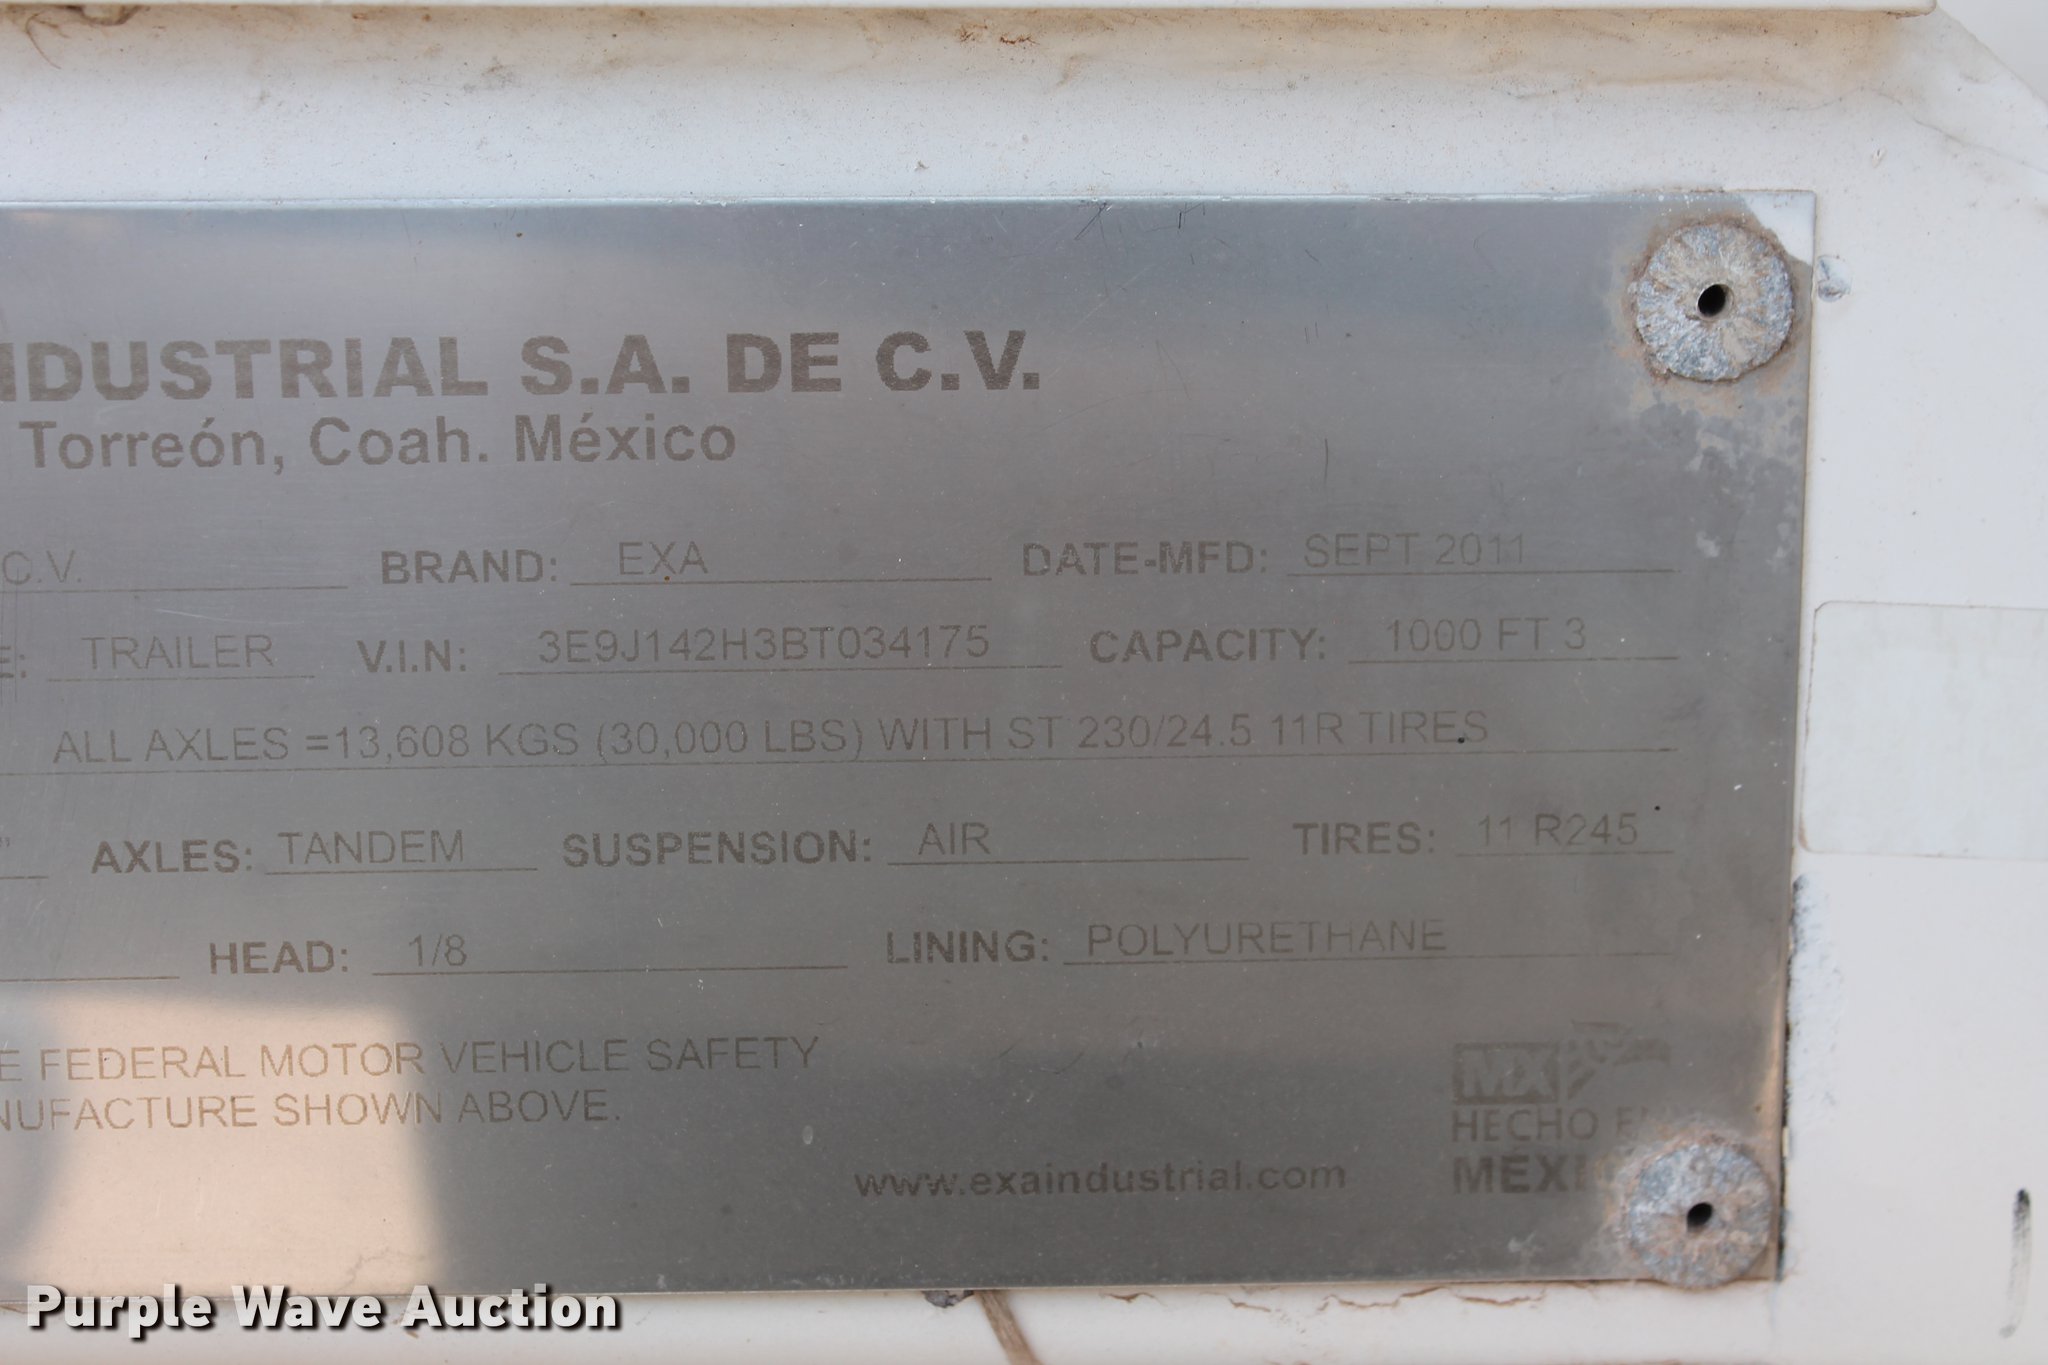 NDUSTRIAL S.A. DE C.V.
Torreón, Coah. México
C.V. BRAND: EXA DATE-MFD: SEPT 2011
E: TRAILER V.I.N: 3E9J142H3BT034175 CAPACITY: 1000 FT 3
ALL AXLES =13,608 KGS (30,000 LBS) WITH ST 230/24.5 11R TIRES
" AXLES: TANDEM SUSPENSION: AIR TIRES: 11 R245
HEAD: 1/8 LINING: POLYURETHANE
E FEDERAL MOTOR VEHICLE SAFETY
NUFACTURE SHOWN ABOVE.
MX
HECHO E
MÉXI
www.exaindustrial.com
Purple Wave Auction